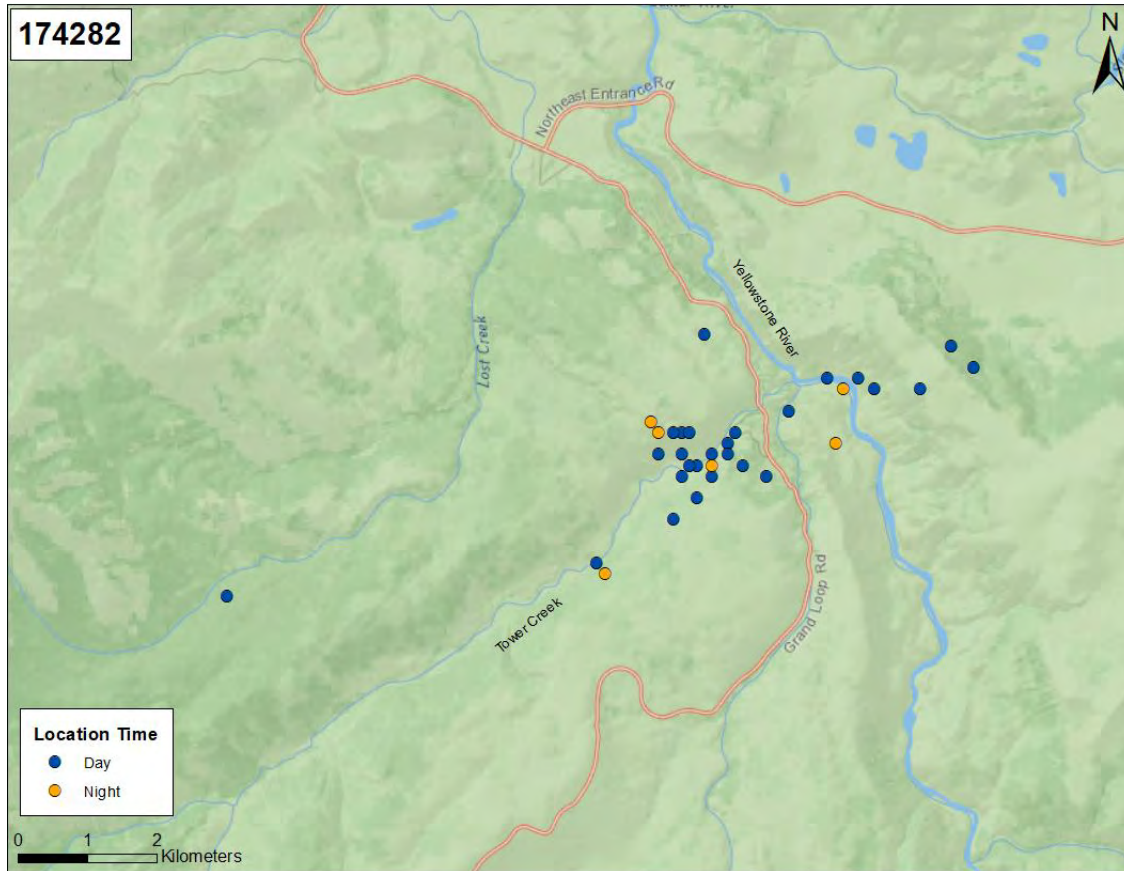 174282
N
Northeast Entrance Rd
Yellowstone River
Lost Creek
Tower Creek
Grand Loop Rd
Location Time
Day
Night
0 1 2
Kilometers